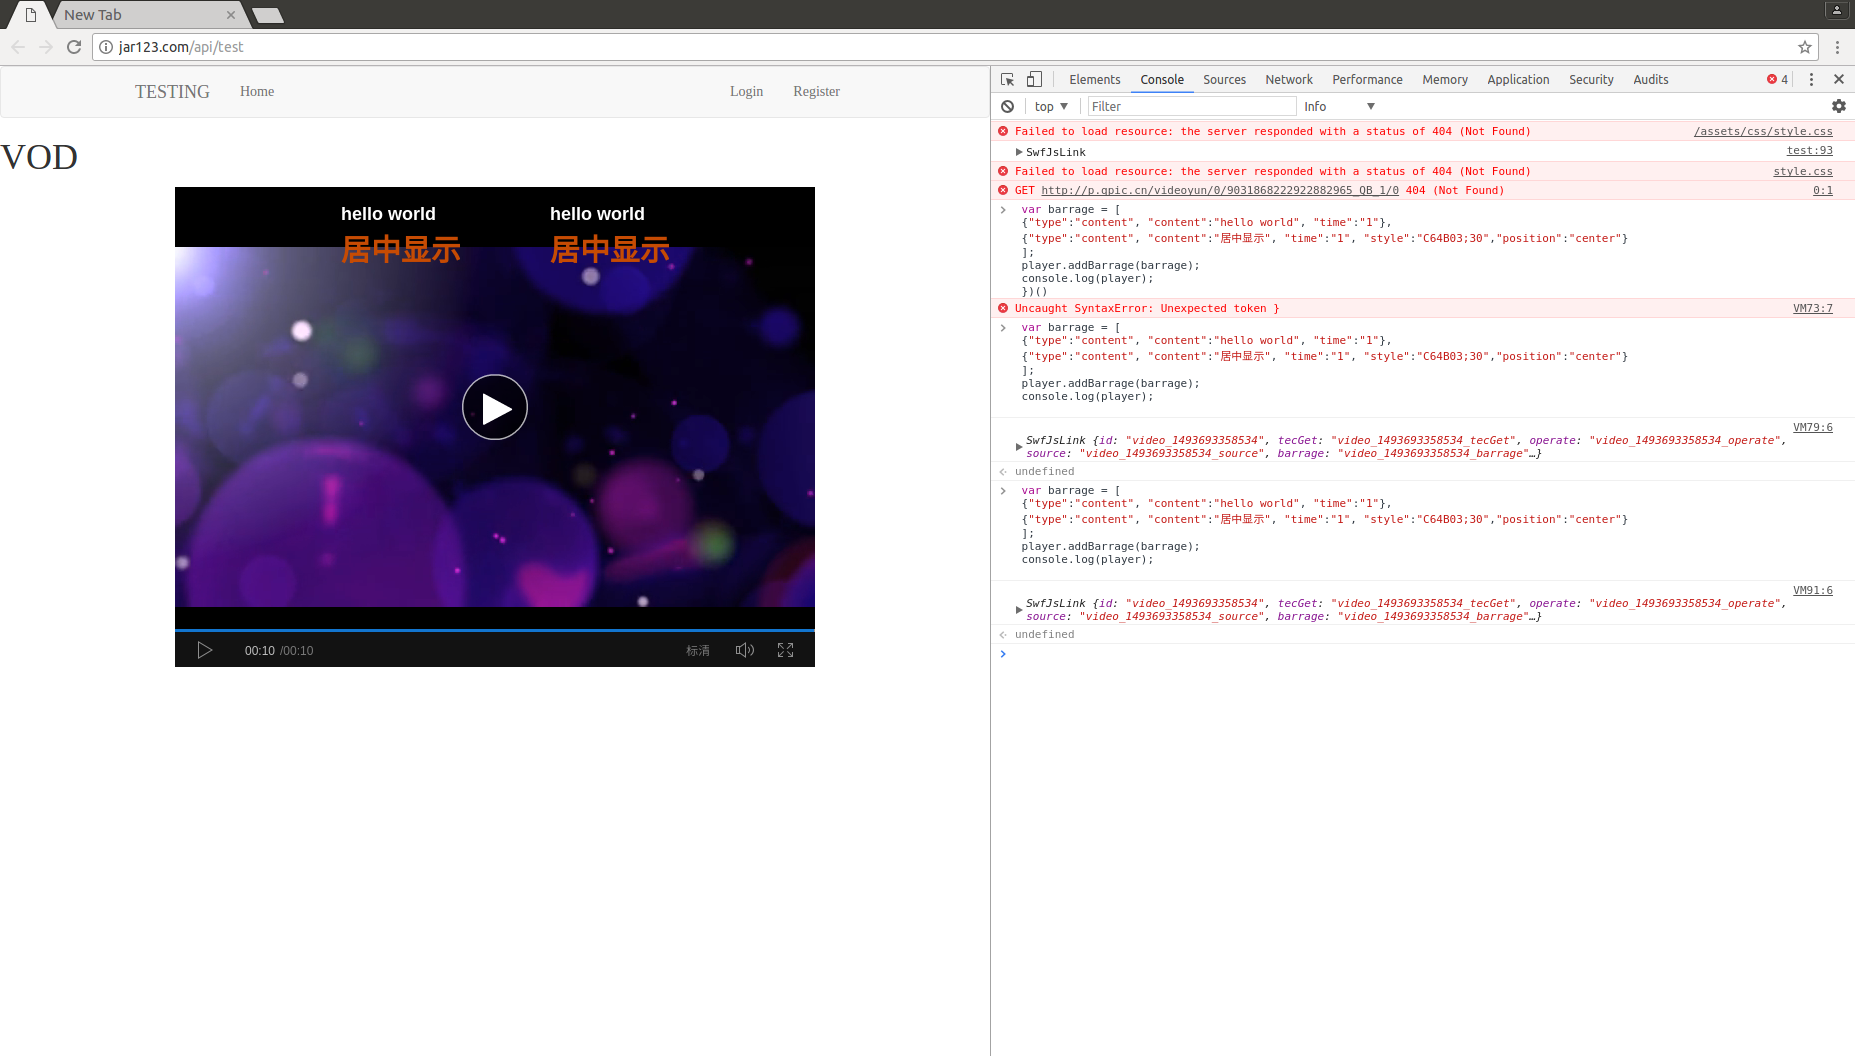 New Tab
jar123.com/api/test
TESTING Home Login Register
VOD
hello world hello world
居中显示 居中显示
00:10 /00:10 标清
Elements Console Sources Network Performance Memory Application Security Audits 4
top Filter Info
Failed to load resource: the server responded with a status of 404 (Not Found) /assets/css/style.css
SwfJsLink test:93
Failed to load resource: the server responded with a status of 404 (Not Found) style.css
GET http://p.qpic.cn/videoyun/0/9031868222922882965_QB_1/0 404 (Not Found) 0:1
var barrage = [
{"type":"content", "content":"hello world", "time":"1"},
{"type":"content", "content":"居中显示", "time":"1", "style":"C64B03;30","position":"center"}
];
player.addBarrage(barrage);
console.log(player);
})()
Uncaught SyntaxError: Unexpected token } VM73:7
var barrage = [
{"type":"content", "content":"hello world", "time":"1"},
{"type":"content", "content":"居中显示", "time":"1", "style":"C64B03;30","position":"center"}
];
player.addBarrage(barrage);
console.log(player);
VM79:6
SwfJsLink {id: "video_1493693358534", tecGet: "video_1493693358534_tecGet", operate: "video_1493693358534_operate",
source: "video_1493693358534_source", barrage: "video_1493693358534_barrage"…}
undefined
var barrage = [
{"type":"content", "content":"hello world", "time":"1"},
{"type":"content", "content":"居中显示", "time":"1", "style":"C64B03;30","position":"center"}
];
player.addBarrage(barrage);
console.log(player);
VM91:6
SwfJsLink {id: "video_1493693358534", tecGet: "video_1493693358534_tecGet", operate: "video_1493693358534_operate",
source: "video_1493693358534_source", barrage: "video_1493693358534_barrage"…}
undefined